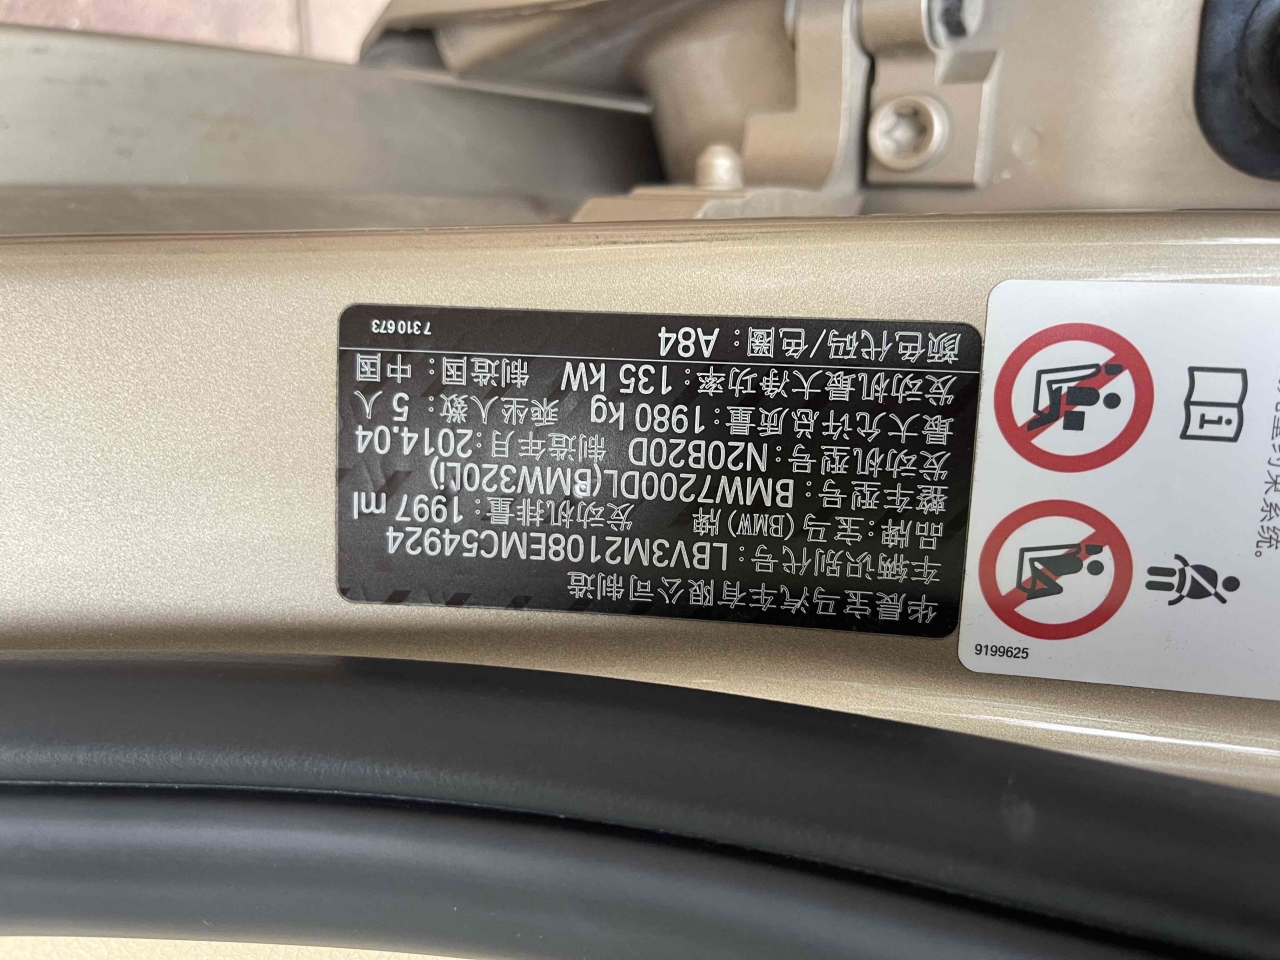 华晨宝马汽车有限公司制造
车辆识别代号：LBV3M2108EMC54924
品牌：宝马(BMW)牌 发动机排量：1997 ml
整车型号：BMW7200DL(BMW320Li)
发动机型号：N20B20D 制造年月：2014.04
最大允许总质量：1980 kg 乘坐人数：5 人
发动机最大净功率：135 kW 制造国：中国
颜色代码/色圈：A84
7 310 673
9199625
约束系统。